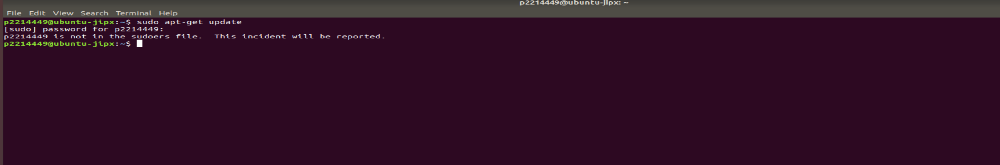 p2214449@ubuntu-jipx: ~
File Edit View Search Terminal Help
p2214449@ubuntu-jipx:~$ sudo apt-get update
[sudo] password for p2214449:
p2214449 is not in the sudoers file.  This incident will be reported.
p2214449@ubuntu-jipx:~$